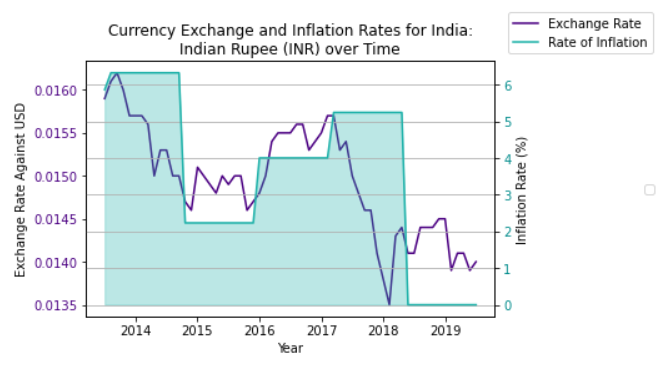 Currency Exchange and Inflation Rates for India:
Indian Rupee (INR) over Time
Exchange Rate
Rate of Inflation
Exchange Rate Against USD
0.0160
0.0155
0.0150
0.0145
0.0140
0.0135
6
5
4
3
2
1
0
Inflation Rate (%)
2014 2015 2016 2017 2018 2019
Year